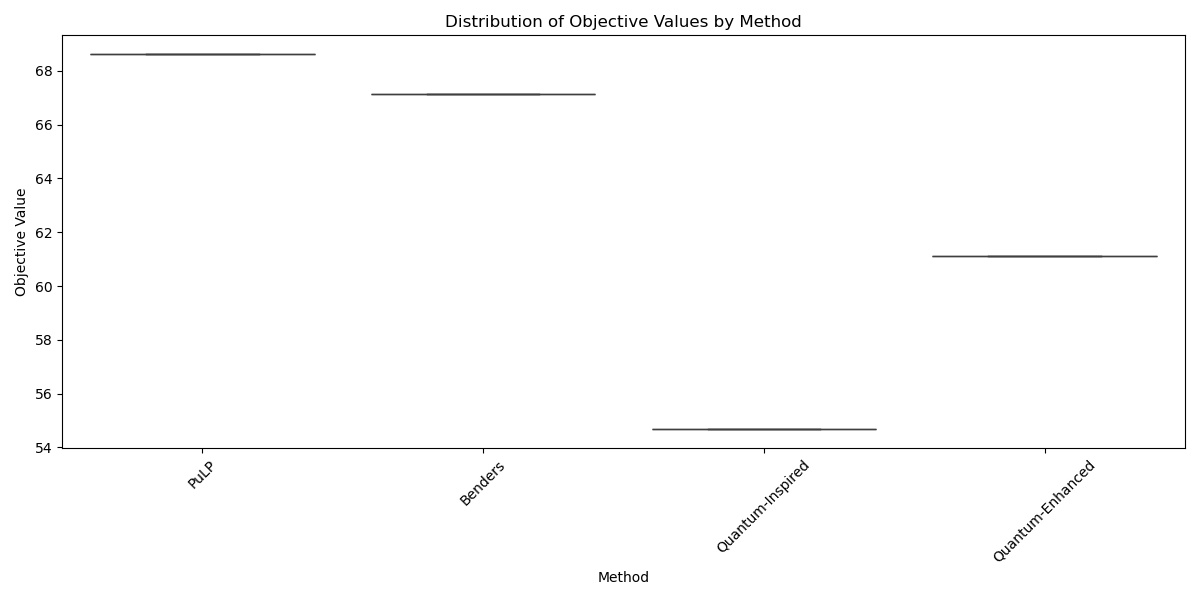 Distribution of Objective Values by Method
Objective Value
68
66
64
62
60
58
56
54
PuLP
Benders
Quantum-Inspired
Quantum-Enhanced
Method